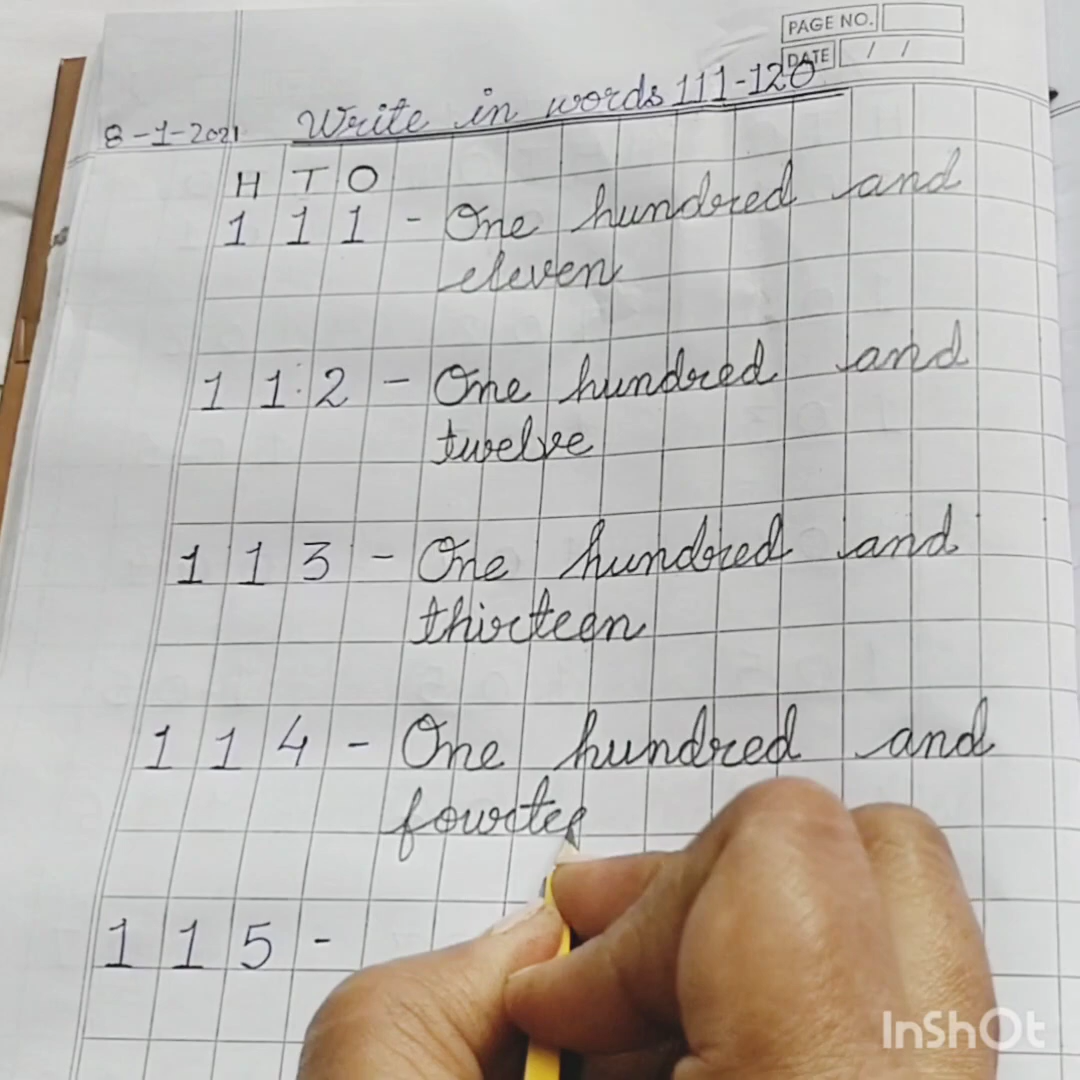 PAGE NO.
DATE / /
8-1-2021 Write in words 111-120
H T O
1 1 1 - One hundred and
eleven
1 1 2 - One hundred and
twelve
1 1 3 - One hundred and
thirteen
1 1 4 - One hundred and
fourtee
1 1 5 -
InShOt